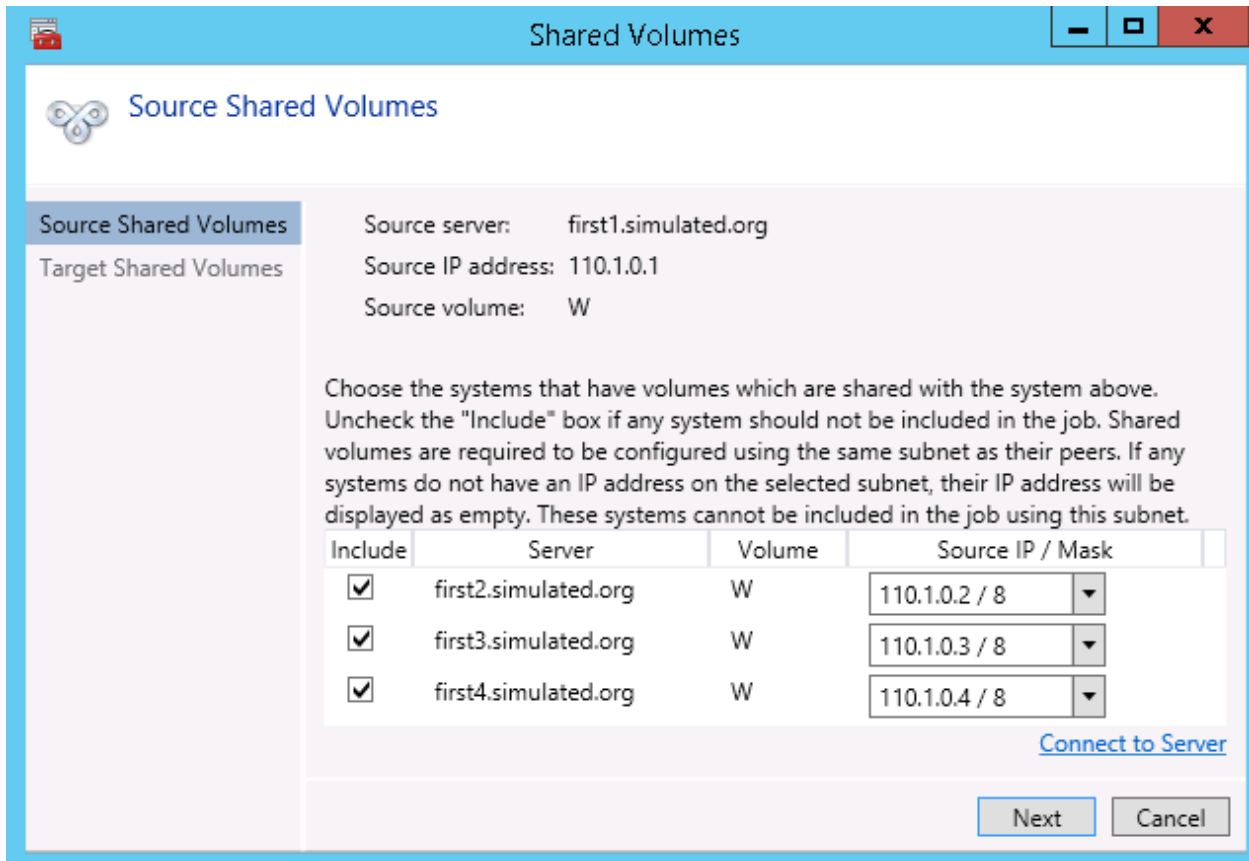 Shared Volumes
Source Shared Volumes
Source Shared Volumes
Target Shared Volumes
Source server: first1.simulated.org
Source IP address: 110.1.0.1
Source volume: W
Choose the systems that have volumes which are shared with the system above.
Uncheck the "Include" box if any system should not be included in the job. Shared
volumes are required to be configured using the same subnet as their peers. If any
systems do not have an IP address on the selected subnet, their IP address will be
displayed as empty. These systems cannot be included in the job using this subnet.
Include Server Volume Source IP / Mask
first2.simulated.org W 110.1.0.2 / 8
first3.simulated.org W 110.1.0.3 / 8
first4.simulated.org W 110.1.0.4 / 8
Connect to Server
Next Cancel